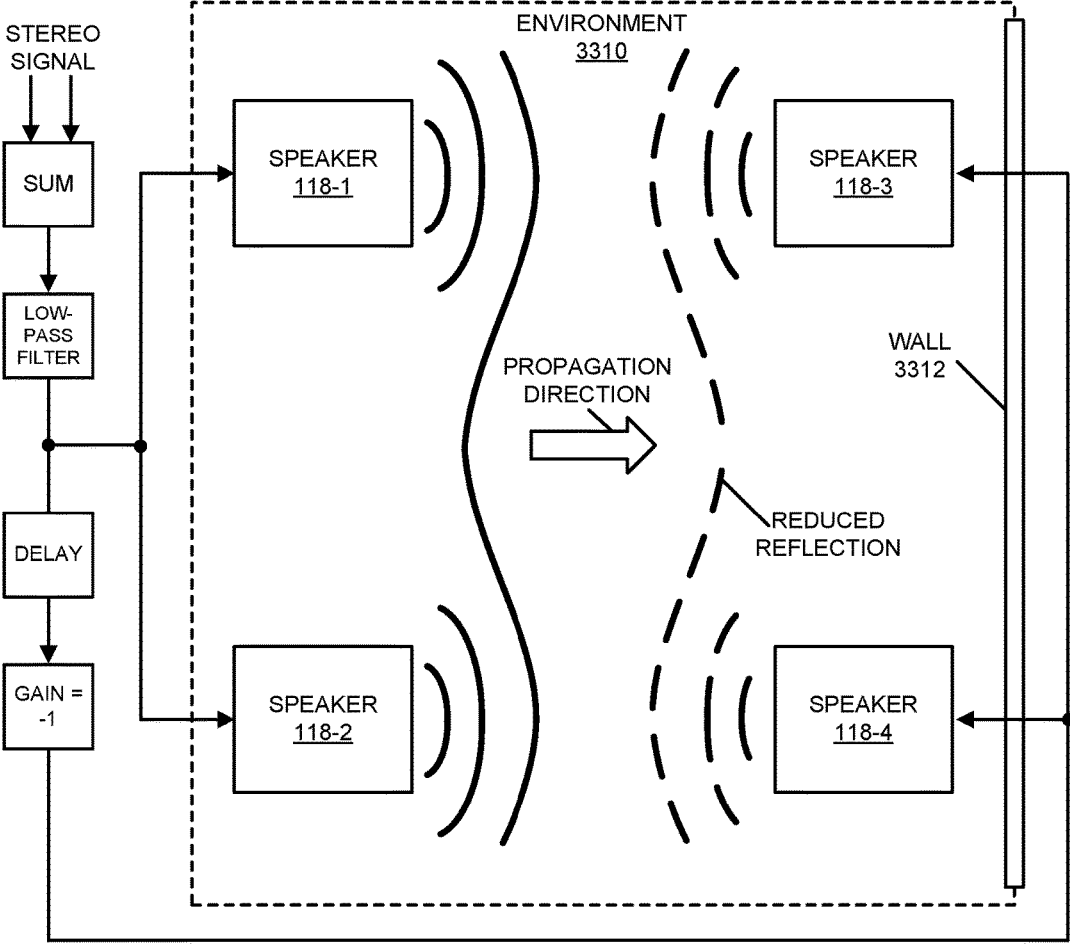 STEREO
SIGNAL
SUM
LOW-
PASS
FILTER
DELAY
GAIN =
-1
ENVIRONMENT
3310
SPEAKER
118-1
SPEAKER
118-3
PROPAGATION
DIRECTION
WALL
3312
REDUCED
REFLECTION
SPEAKER
118-2
SPEAKER
118-4